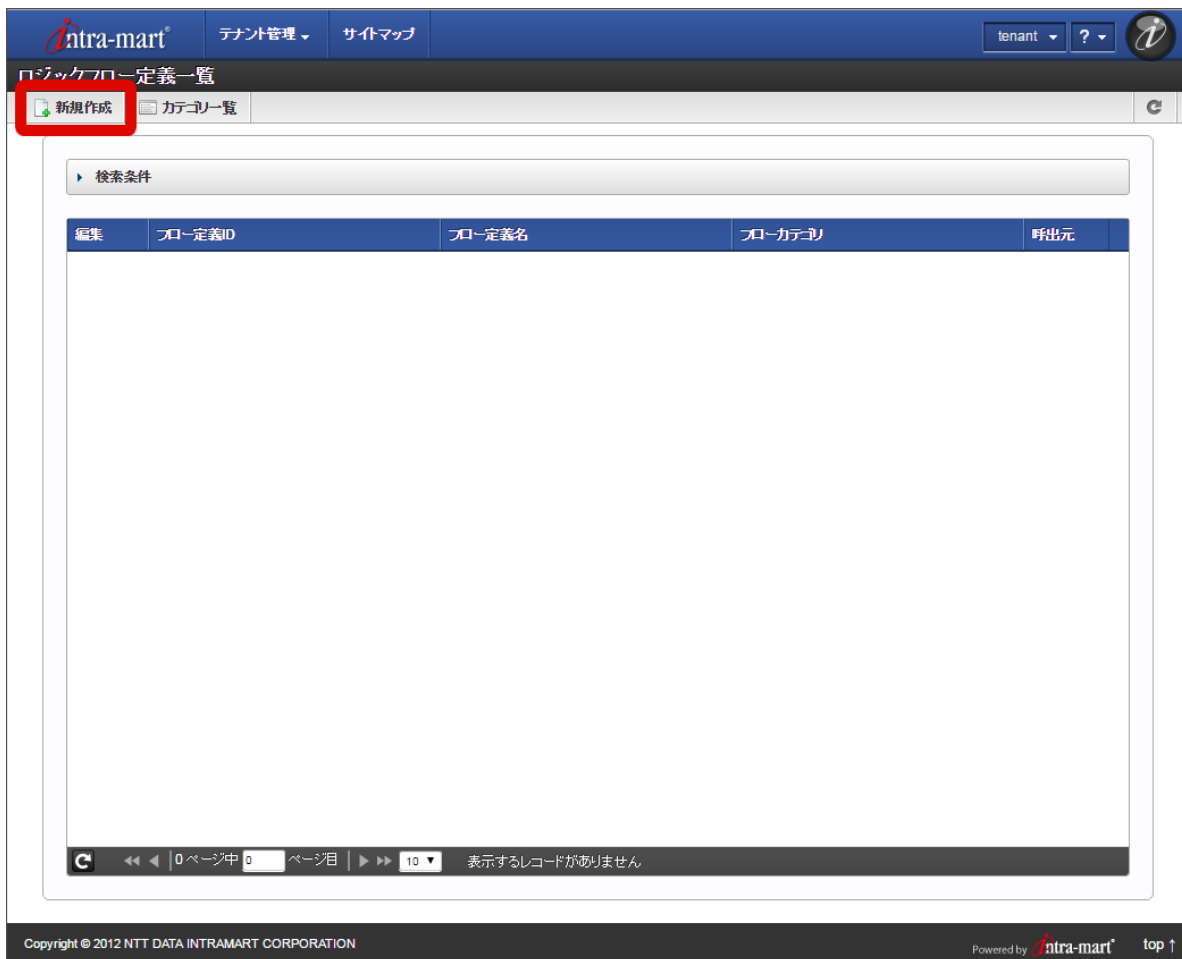 intra-mart® テナント管理 サイトマップ tenant ?
ロジックフロー定義一覧
新規作成 カテゴリ一覧
検索条件
編集 フロー定義ID フロー定義名 フローカテゴリ 呼出元
0 ページ中 0 ページ目 10 表示するレコードがありません
Copyright © 2012 NTT DATA INTRAMART CORPORATION Powered by intra-mart® top ↑